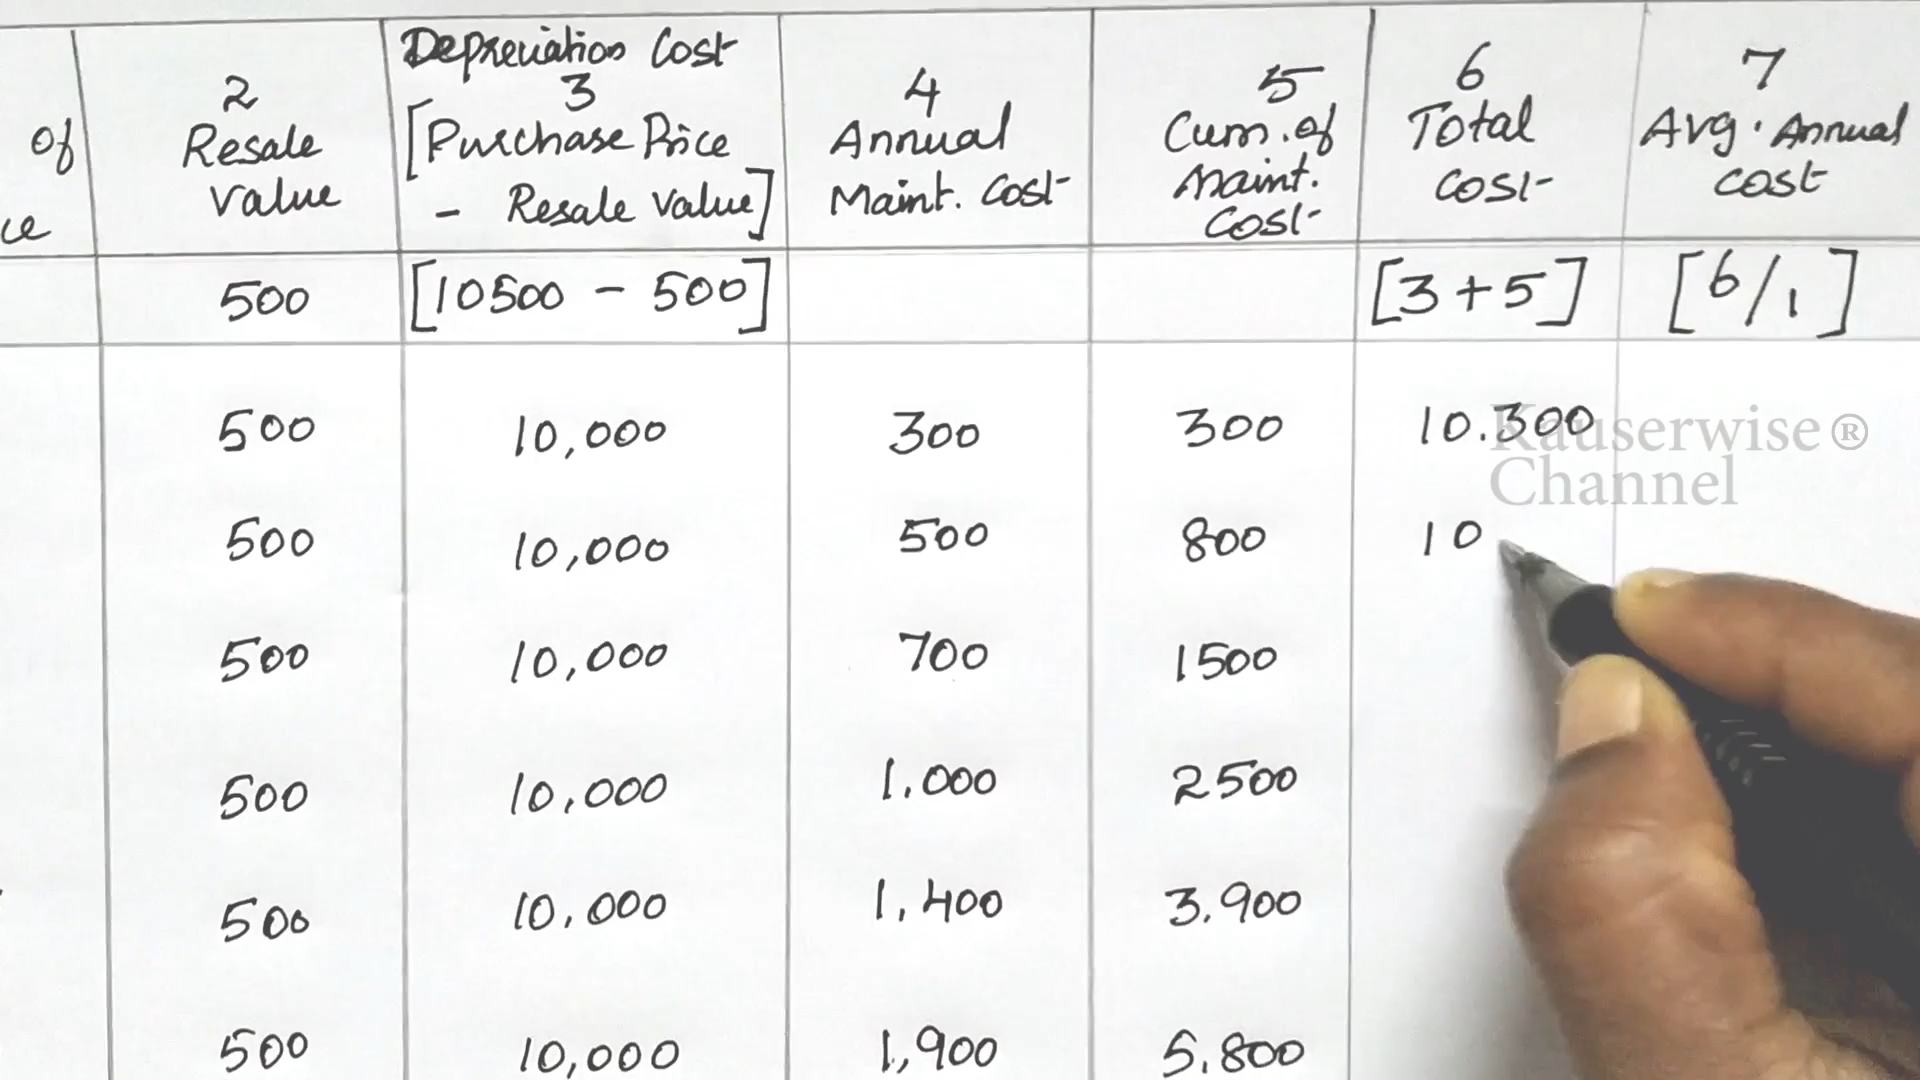 Depreciation Cost
2 3 4 5 6 7
of Resale Value [Purchase Price - Resale Value] Annual Maint. Cost Cum. of Maint. Cost Total Cost Avg. Annual Cost
ce
500 [10500 - 500] [3+5] [6/1]
500 10,000 300 300 10.300
500 10,000 500 800 10
500 10,000 700 1500
500 10,000 1.000 2500
500 10,000 1,400 3.900
500 10,000 1,900 5.800
Kauserwise®
Channel